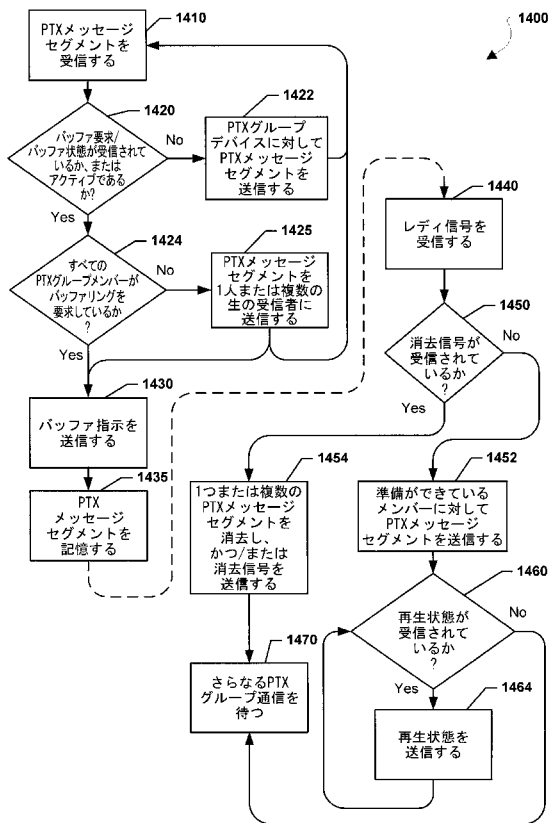 1400
1410
PTXメッセージ
セグメントを
受信する
1420
バッファ要求/
バッファ状態が受信されて
いるか、または
アクティブである
か?
No
Yes
1422
PTXグループ
デバイスに対して
PTXメッセージ
セグメントを
送信する
1424
すべての
PTXグループメンバーが
バッファリングを
要求しているか
?
No
Yes
1425
PTXメッセージ
セグメントを
1人または複数の
生の受信者に
送信する
1430
バッファ指示を
送信する
1435
PTX
メッセージ
セグメントを
記憶する
1440
レディ信号を
受信する
1450
消去信号が
受信されて
いるか?
No
Yes
1454
1つまたは複数の
PTXメッセージ
セグメントを
消去し、
かつ/または
消去信号を
送信する
1452
準備ができている
メンバーに対して
PTXメッセージ
セグメントを送信する
1460
再生状態が
受信されて
いるか
?
No
Yes
1464
再生状態を
送信する
1470
さらなるPTX
グループ通信を
待つ